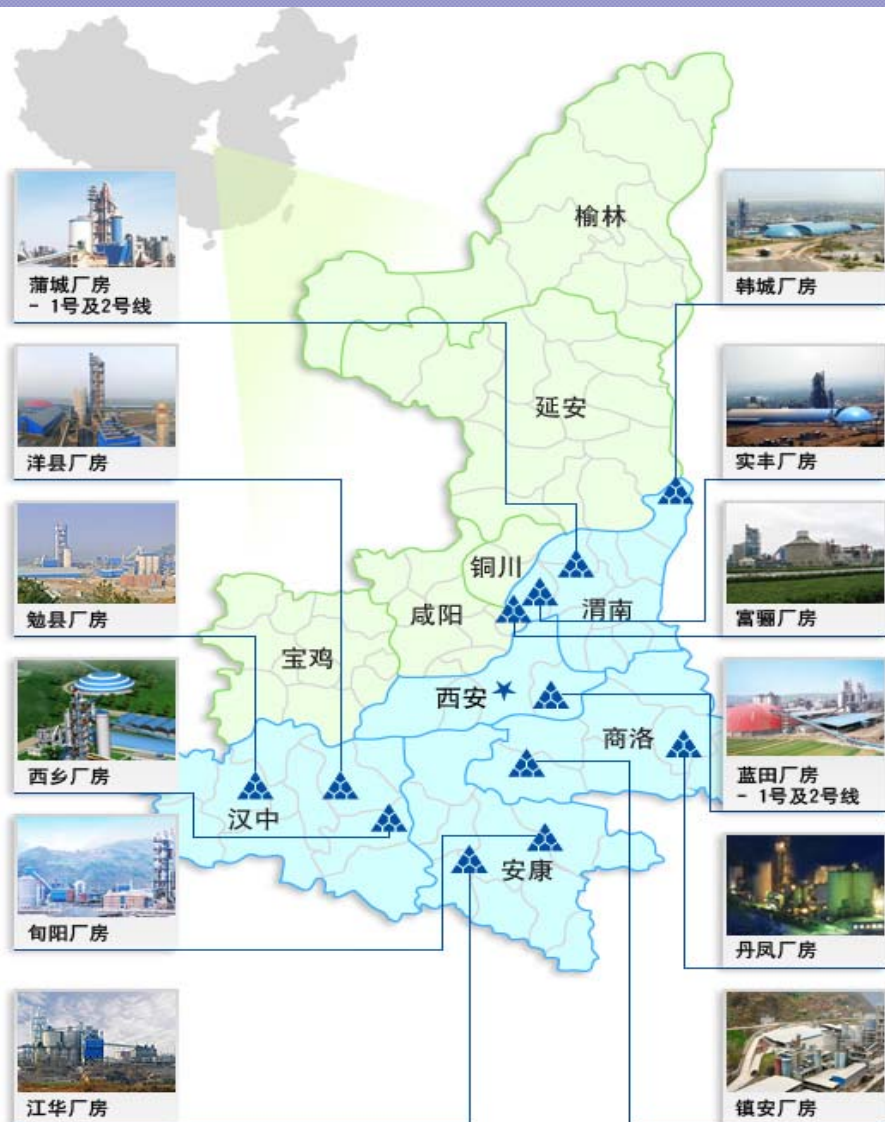 蒲城厂房
- 1号及2号线
洋县厂房
勉县厂房
西乡厂房
旬阳厂房
江华厂房
榆林
延安
铜川
咸阳
渭南
宝鸡
西安
商洛
汉中
安康
韩城厂房
实丰厂房
富骊厂房
蓝田厂房
- 1号及2号线
丹凤厂房
镇安厂房